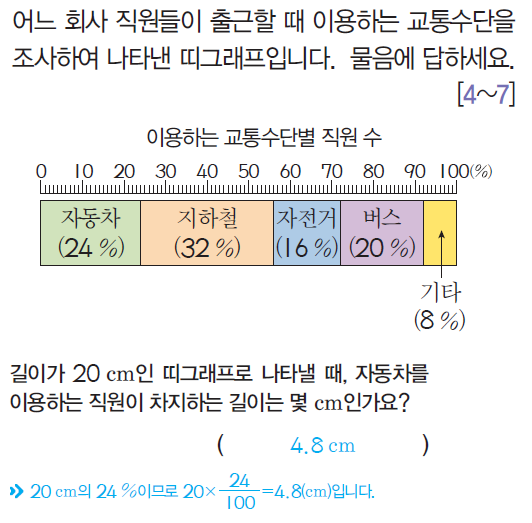 어느 회사 직원들이 출근할 때 이용하는 교통수단을
조사하여 나타낸 띠그래프입니다. 물음에 답하세요.
[4~7]
이용하는 교통수단별 직원 수
0 10 20 30 40 50 60 70 80 90 100(%)
자동차 지하철 자전거 버스
(24 %) (32 %) (16 %) (20 %)
기타
(8 %)
길이가 20 cm인 띠그래프로 나타낼 때, 자동차를
이용하는 직원이 차지하는 길이는 몇 cm인가요?
( 4.8 cm )
20 cm의 24 %이므로 20×24/100=4.8(cm)입니다.